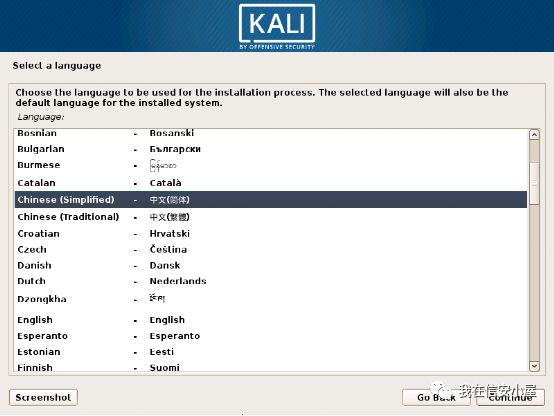 KALI
BY OFFENSIVE SECURITY
Select a language
Choose the language to be used for the installation process. The selected language will also be the
default language for the installed system.
Language:
Bosnian - Bosanski
Bulgarian - Български
Burmese - မြန်မာစာ
Catalan - Català
Chinese (Simplified) - 中文(简体)
Chinese (Traditional) - 中文(繁體)
Croatian - Hrvatski
Czech - Čeština
Danish - Dansk
Dutch - Nederlands
Dzongkha - རྫོང་ཁ།
English - English
Esperanto - Esperanto
Estonian - Eesti
Finnish - Suomi
Screenshot Go Back Continue
我在信安小屋